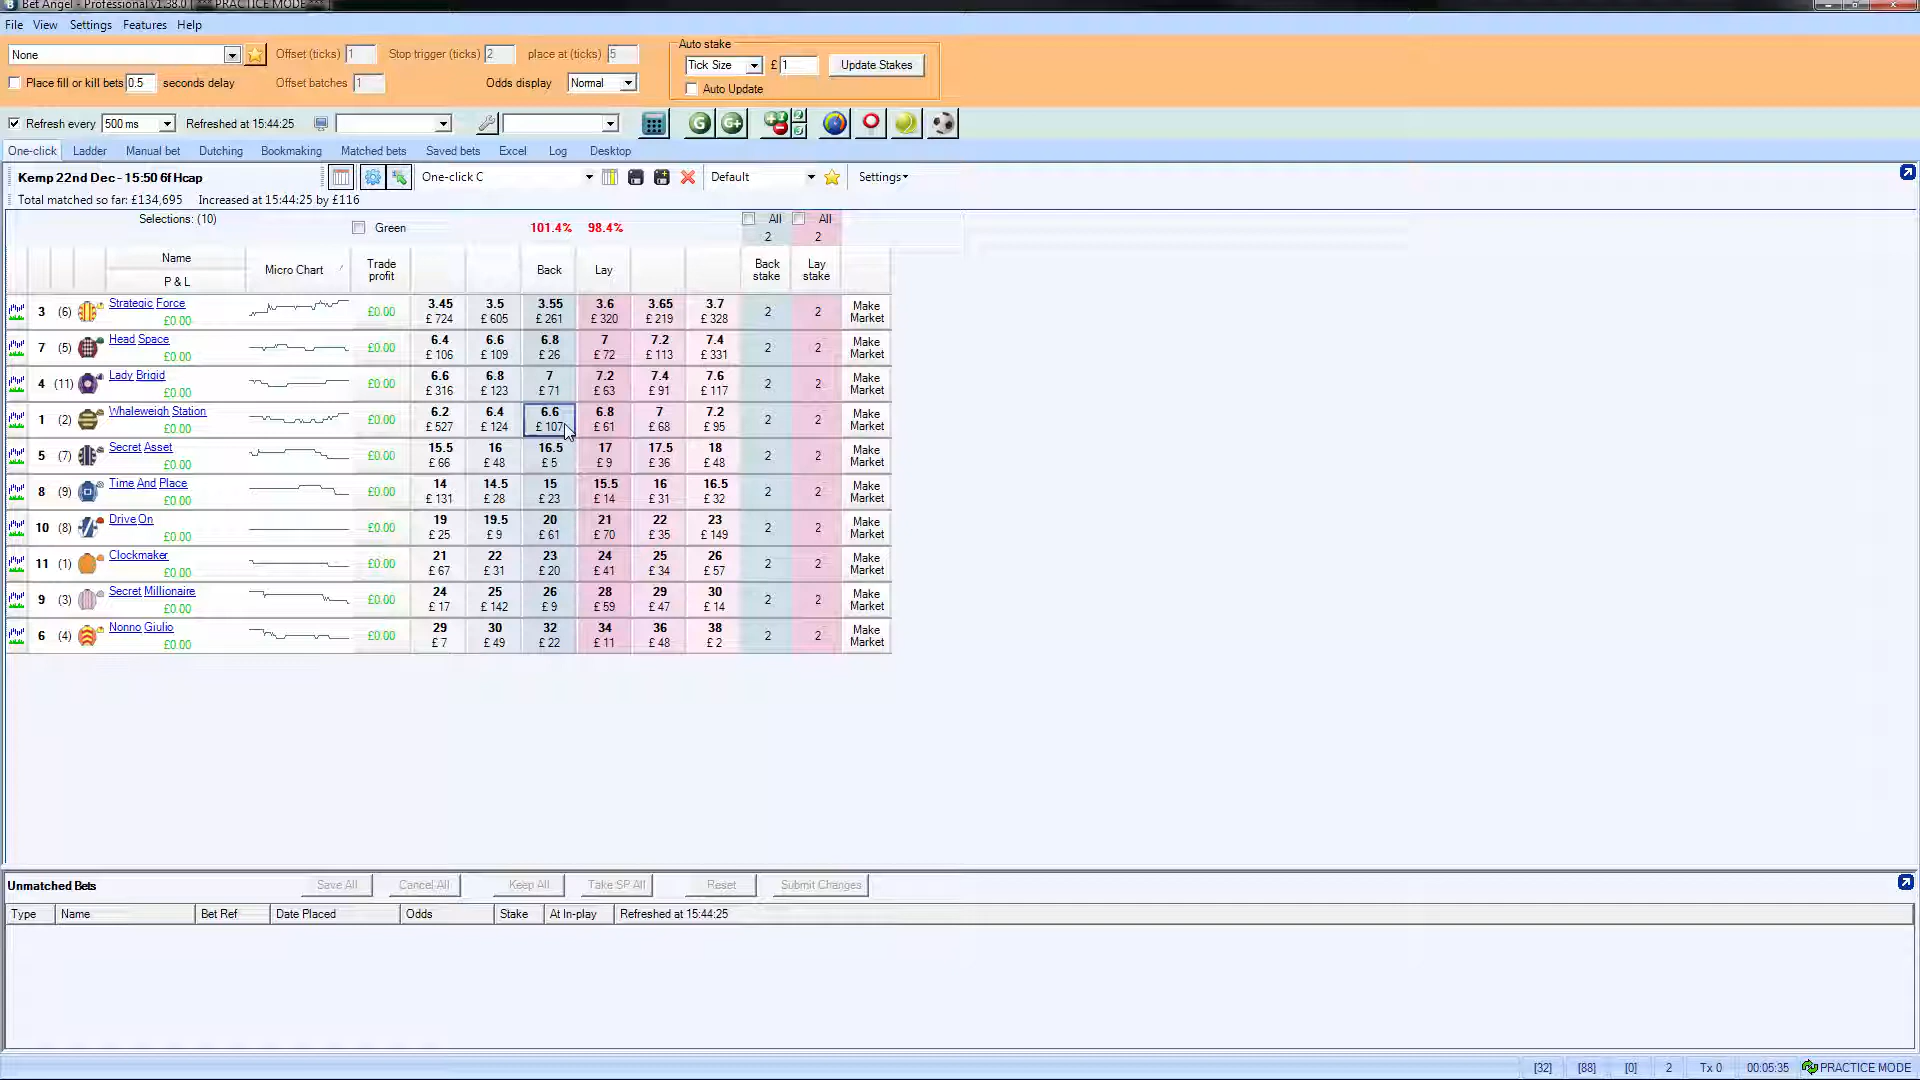 Bet Angel - Professional v1.38.0 [ *** PRACTICE MODE *** ]
File View Settings Features Help
None Offset (ticks) 1 Stop trigger (ticks) 2 place at (ticks) 5
Auto stake
Tick Size £ 1 Update Stakes
Place fill or kill bets 0.5 seconds delay Offset batches 1 Odds display Normal
Auto Update
Refresh every 500 ms Refreshed at 15:44:25 G G+
One-click Ladder Manual bet Dutching Bookmaking Matched bets Saved bets Excel Log Desktop
Kemp 22nd Dec - 15:50 6f Hcap One-click C Default Settings
Total matched so far: £134,695 Increased at 15:44:25 by £116
Selections: (10) All All
Green 101.4% 98.4% 2 2
Name P & L Micro Chart Trade profit Back Lay Back stake Lay stake
3 (6) Strategic Force £0.00 3.45 3.5 3.55 3.6 3.65 3.7 2 2 Make Market
£0.00 £ 724 £ 605 £ 261 £ 320 £ 219 £ 328
7 (5) Head Space £0.00 6.4 6.6 6.8 7 7.2 7.4 2 2 Make Market
£0.00 £ 106 £ 109 £ 26 £ 72 £ 113 £ 331
4 (11) Lady Brigid £0.00 6.6 6.8 7 7.2 7.4 7.6 2 2 Make Market
£0.00 £ 316 £ 123 £ 71 £ 63 £ 91 £ 117
1 (2) Whaleweigh Station £0.00 6.2 6.4 6.6 6.8 7 7.2 2 2 Make Market
£0.00 £ 527 £ 124 £ 107 £ 61 £ 68 £ 95
5 (7) Secret Asset £0.00 15.5 16 16.5 17 17.5 18 2 2 Make Market
£0.00 £ 66 £ 48 £ 5 £ 9 £ 36 £ 48
8 (9) Time And Place £0.00 14 14.5 15 15.5 16 16.5 2 2 Make Market
£0.00 £ 131 £ 28 £ 23 £ 14 £ 31 £ 32
10 (8) Drive On £0.00 19 19.5 20 21 22 23 2 2 Make Market
£0.00 £ 25 £ 9 £ 61 £ 70 £ 35 £ 149
11 (1) Clockmaker £0.00 21 22 23 24 25 26 2 2 Make Market
£0.00 £ 67 £ 31 £ 20 £ 41 £ 34 £ 57
9 (3) Secret Millionaire £0.00 24 25 26 28 29 30 2 2 Make Market
£0.00 £ 17 £ 142 £ 9 £ 59 £ 47 £ 14
6 (4) Nonno Giulio £0.00 29 30 32 34 36 38 2 2 Make Market
£0.00 £ 7 £ 49 £ 22 £ 11 £ 48 £ 2
Unmatched Bets Save All Cancel All Keep All Take SP All Reset Submit Changes
Type Name Bet Ref Date Placed Odds Stake At In-play Refreshed at 15:44:25
[32] [88] [0] 2 Tx 0 00:05:35 PRACTICE MODE